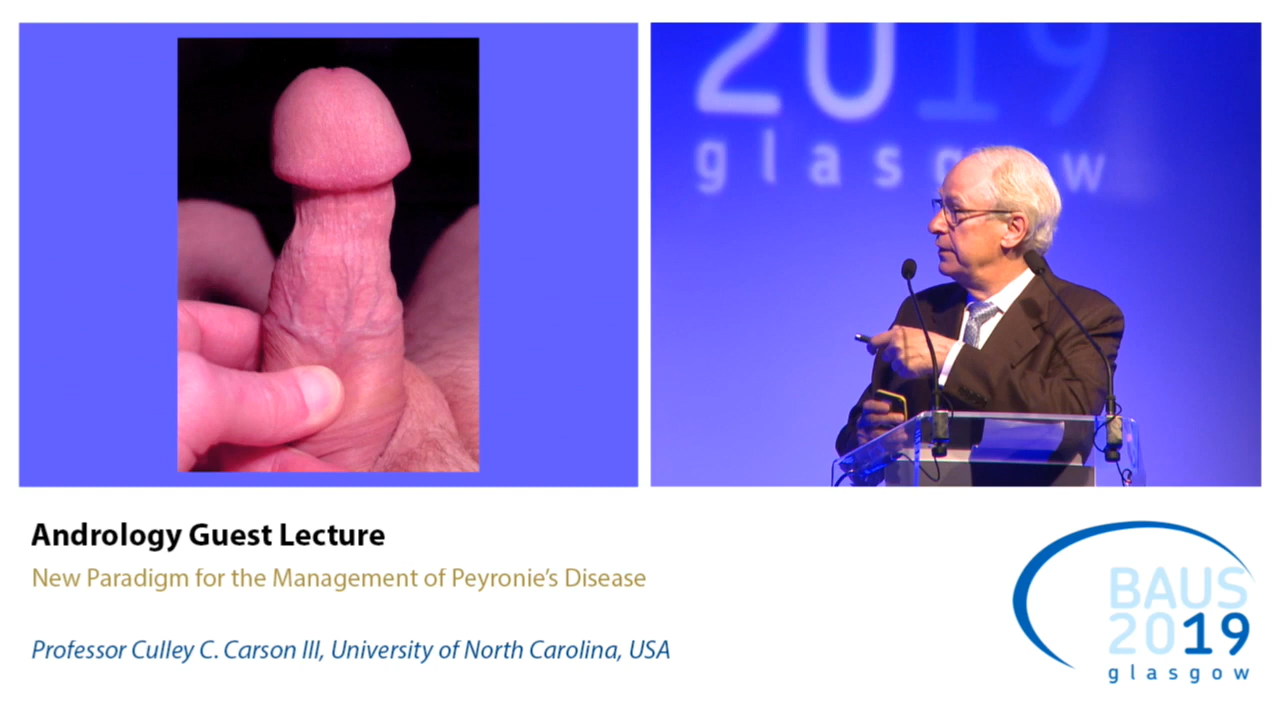 2019
glasgow
Andrology Guest Lecture
New Paradigm for the Management of Peyronie's Disease
Professor Culley C. Carson III, University of North Carolina, USA
BAUS
2019
glasgow